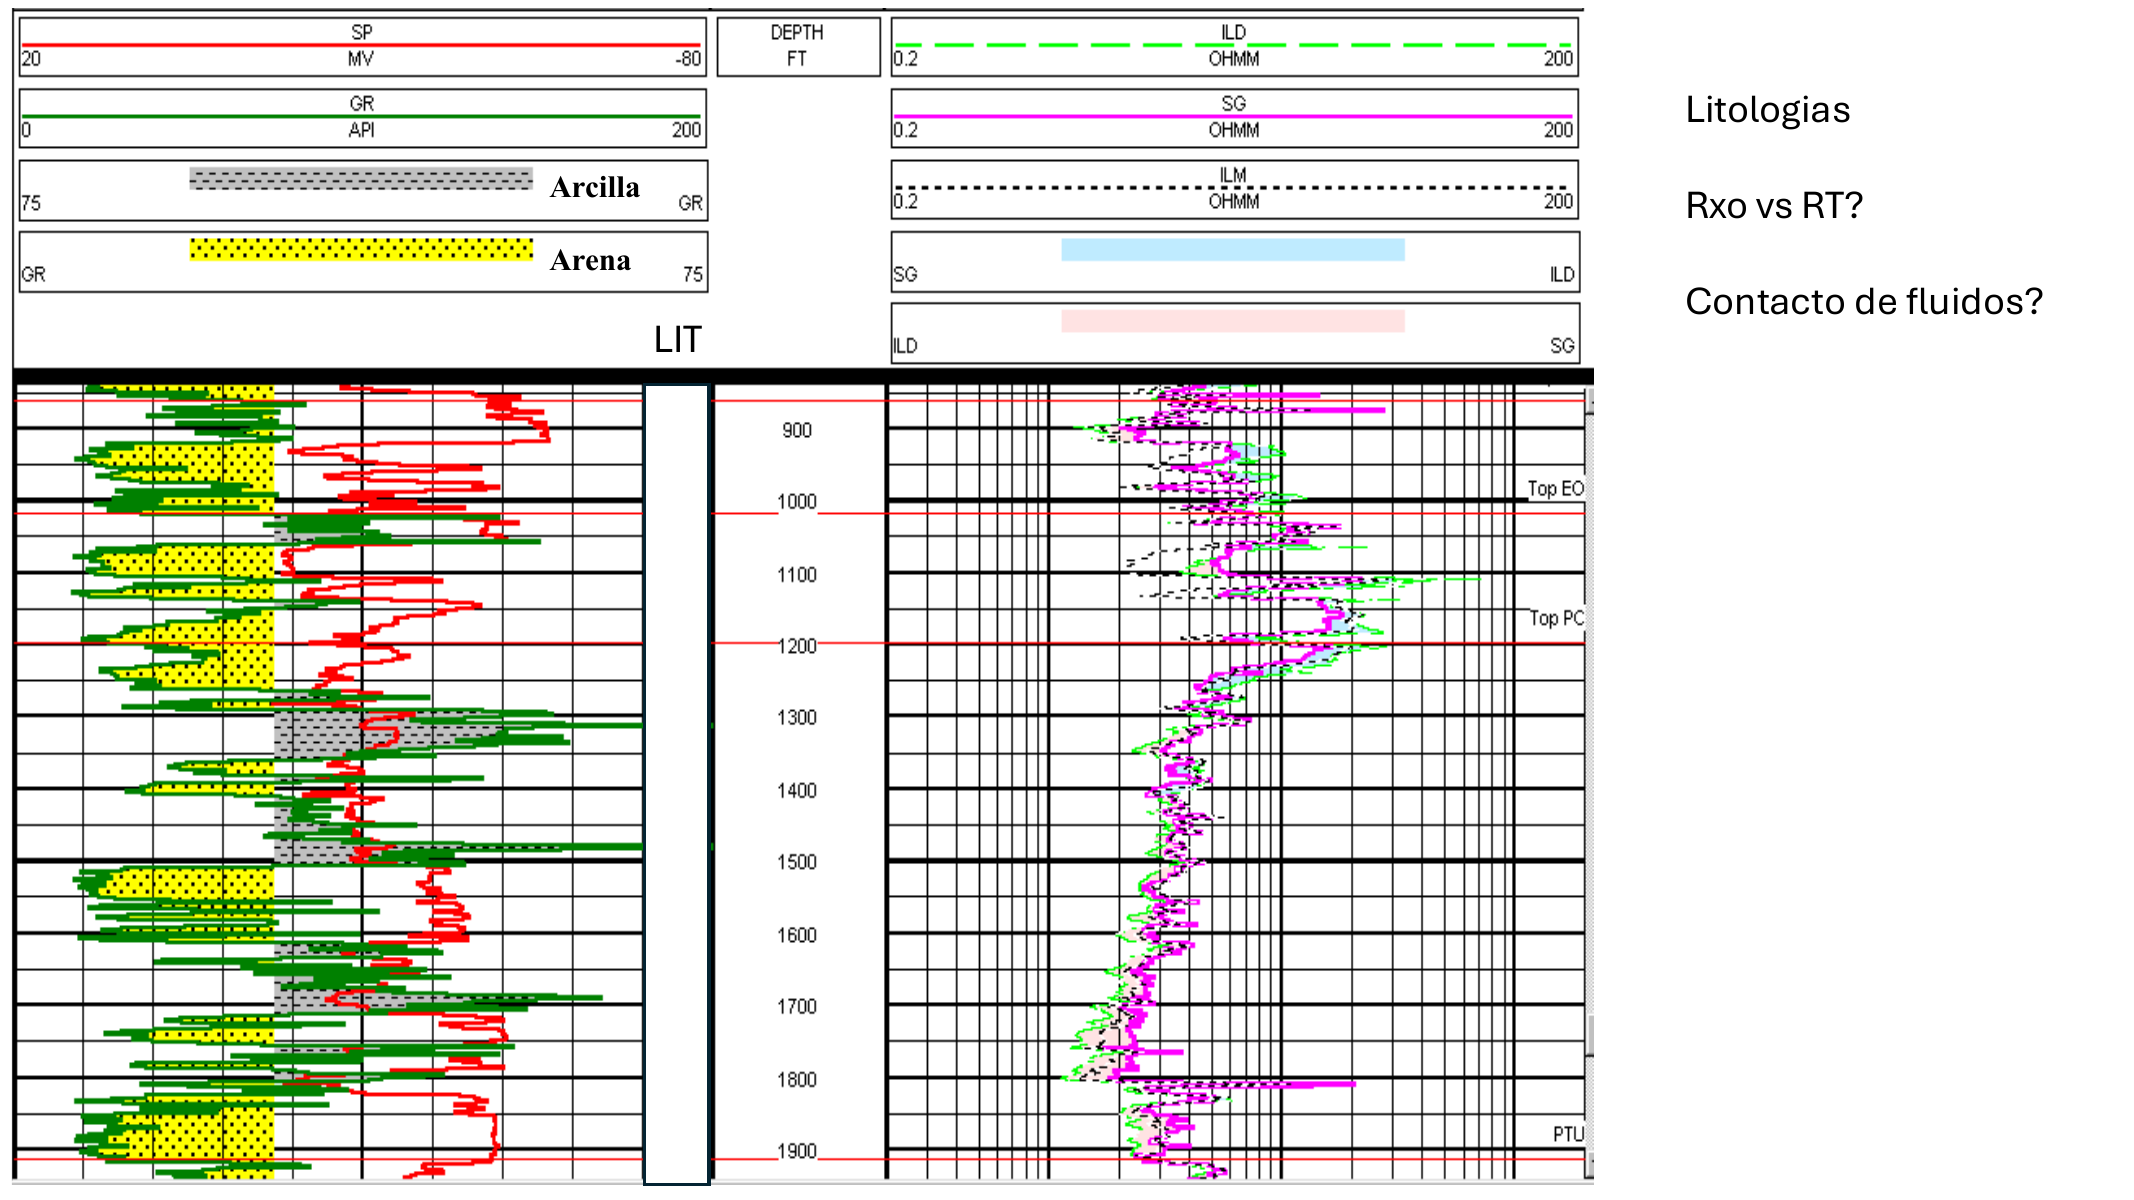 SP
20 MV -80
GR
0 API 200
Arcilla
75 GR
Arena
GR 75
LIT
DEPTH
FT
ILD
0.2 OHMM 200
SG
0.2 OHMM 200
ILM
0.2 OHMM 200
SG ILD
ILD SG
Litologias
Rxo vs RT?
Contacto de fluidos?
900
1000
1100
1200
1300
1400
1500
1600
1700
1800
1900
Top EO
Top PC
PTU